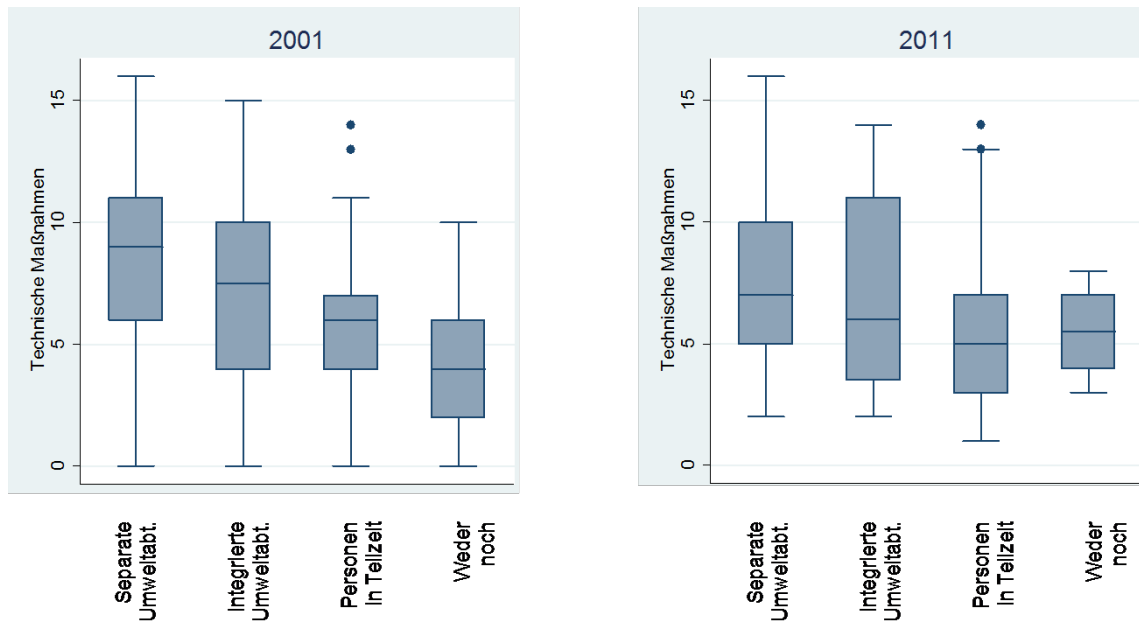 2001
Technische Maßnahmen
15
10
5
0
Separate
Umweltabt.
Integrierte
Umweltabt.
Personen
In Teilzeit
Weder
noch
2011
Technische Maßnahmen
15
10
5
0
Separate
Umweltabt.
Integrierte
Umweltabt.
Personen
In Teilzeit
Weder
noch